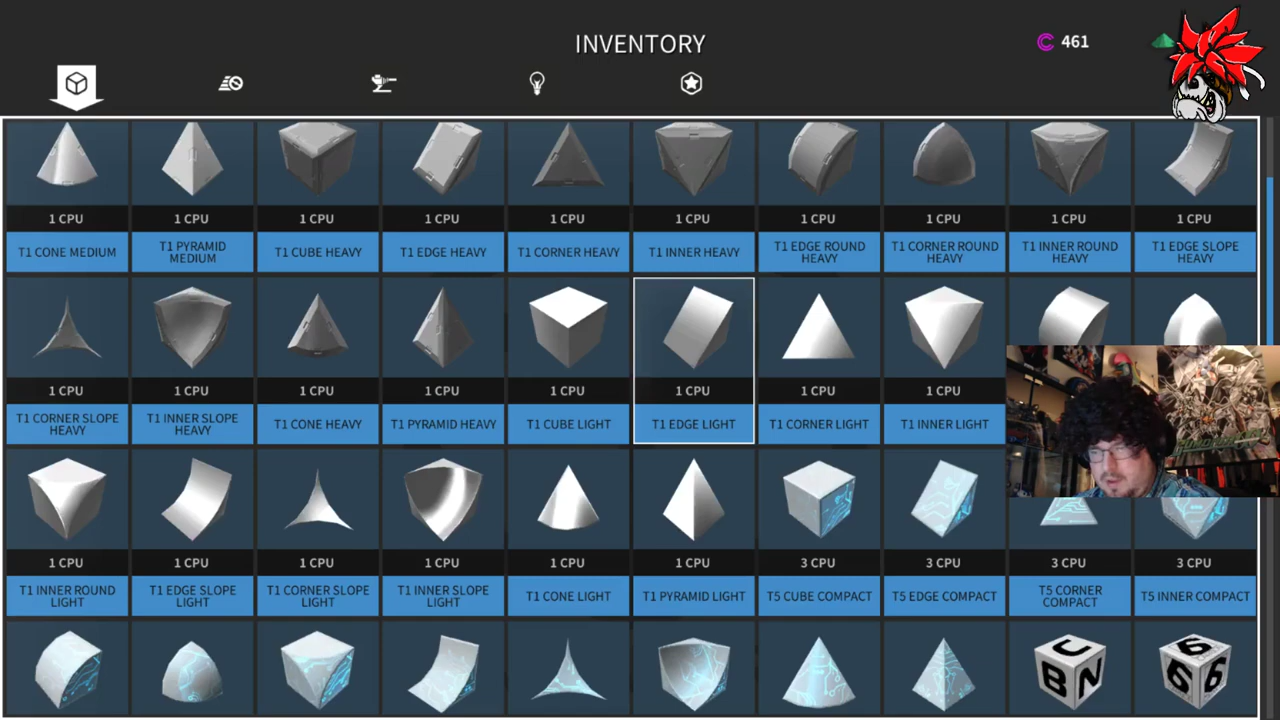 INVENTORY
461
1 CPU 1 CPU 1 CPU 1 CPU 1 CPU 1 CPU 1 CPU 1 CPU 1 CPU 1 CPU
T1 CONE MEDIUM
T1 PYRAMID
MEDIUM
T1 CUBE HEAVY
T1 EDGE HEAVY
T1 CORNER HEAVY
T1 INNER HEAVY
T1 EDGE ROUND
HEAVY
T1 CORNER ROUND
HEAVY
T1 INNER ROUND
HEAVY
T1 EDGE SLOPE
HEAVY
1 CPU 1 CPU 1 CPU 1 CPU 1 CPU 1 CPU 1 CPU 1 CPU
T1 CORNER SLOPE
HEAVY
T1 INNER SLOPE
HEAVY
T1 CONE HEAVY
T1 PYRAMID HEAVY
T1 CUBE LIGHT
T1 EDGE LIGHT
T1 CORNER LIGHT
T1 INNER LIGHT
1 CPU 1 CPU 1 CPU 1 CPU 1 CPU 1 CPU 3 CPU 3 CPU 3 CPU 3 CPU
T1 INNER ROUND
LIGHT
T1 EDGE SLOPE
LIGHT
T1 CORNER SLOPE
LIGHT
T1 INNER SLOPE
LIGHT
T1 CONE LIGHT
T1 PYRAMID LIGHT
T5 CUBE COMPACT
T5 EDGE COMPACT
T5 CORNER
COMPACT
T5 INNER COMPACT
C B N
6 6 6